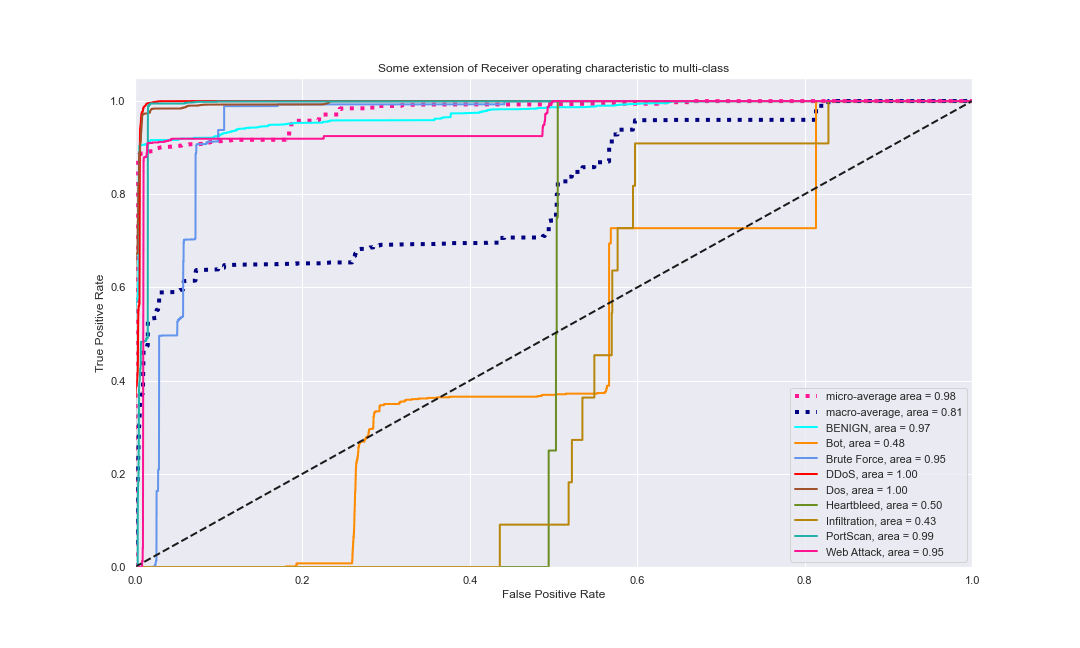 Some extension of Receiver operating characteristic to multi-class
True Positive Rate
1.0
0.8
0.6
0.4
0.2
0.0
0.0 0.2 0.4 0.6 0.8 1.0
False Positive Rate
micro-average area = 0.98
macro-average, area = 0.81
BENIGN, area = 0.97
Bot, area = 0.48
Brute Force, area = 0.95
DDoS, area = 1.00
Dos, area = 1.00
Heartbleed, area = 0.50
Infiltration, area = 0.43
PortScan, area = 0.99
Web Attack, area = 0.95